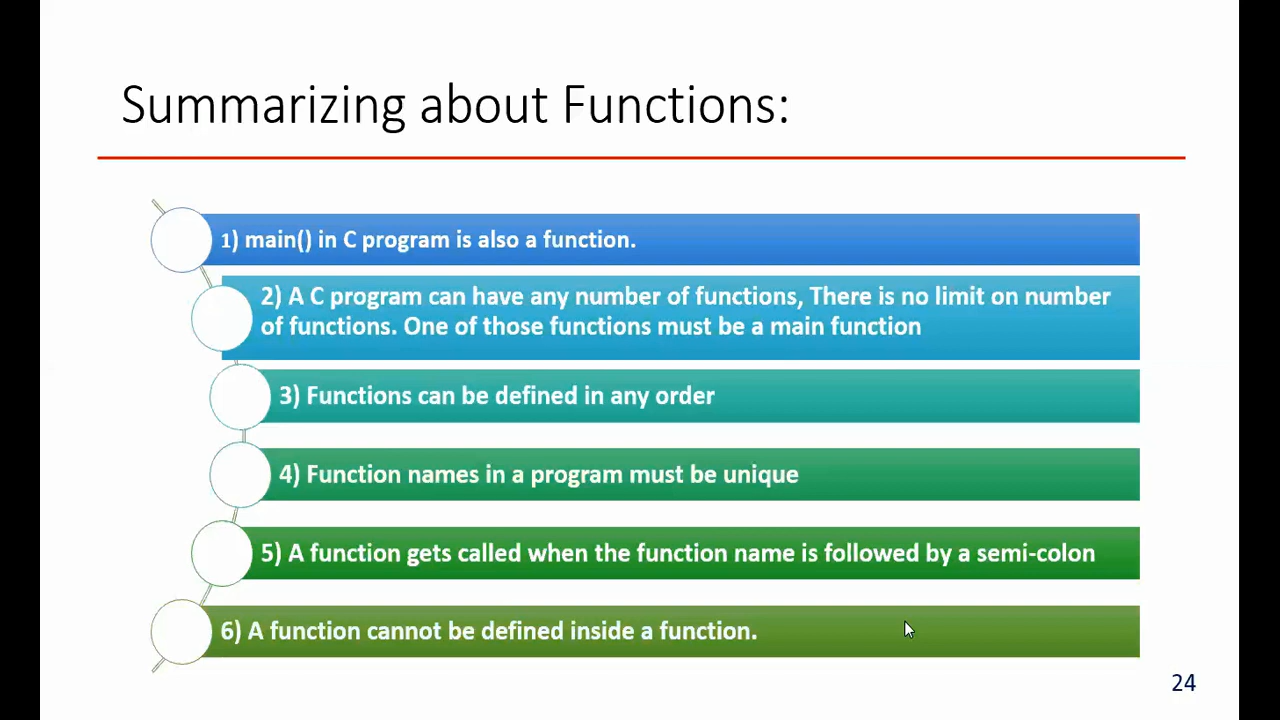 Summarizing about Functions:
1) main() in C program is also a function.
2) A C program can have any number of functions, There is no limit on number
of functions. One of those functions must be a main function
3) Functions can be defined in any order
4) Function names in a program must be unique
5) A function gets called when the function name is followed by a semi-colon
6) A function cannot be defined inside a function.
24